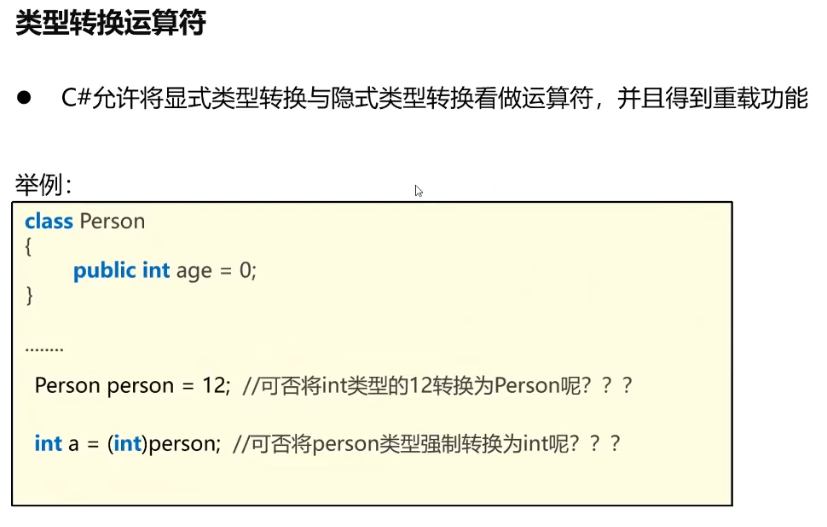 类型转换运算符
● C#允许将显式类型转换与隐式类型转换看做运算符，并且得到重载功能
举例：
class Person
{
public int age = 0;
}
........
Person person = 12; //可否将int类型的12转换为Person呢？？？
int a = (int)person; //可否将person类型强制转换为int呢？？？